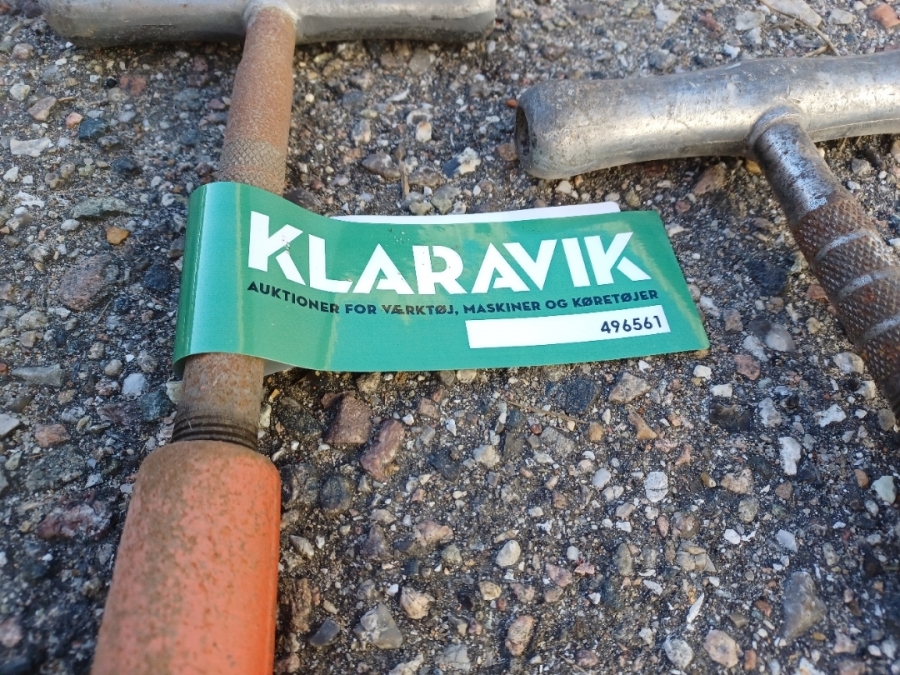 KLARAVIK
AUKTIONER FOR VÆRKTØJ, MASKINER OG KØRETØJER
496561